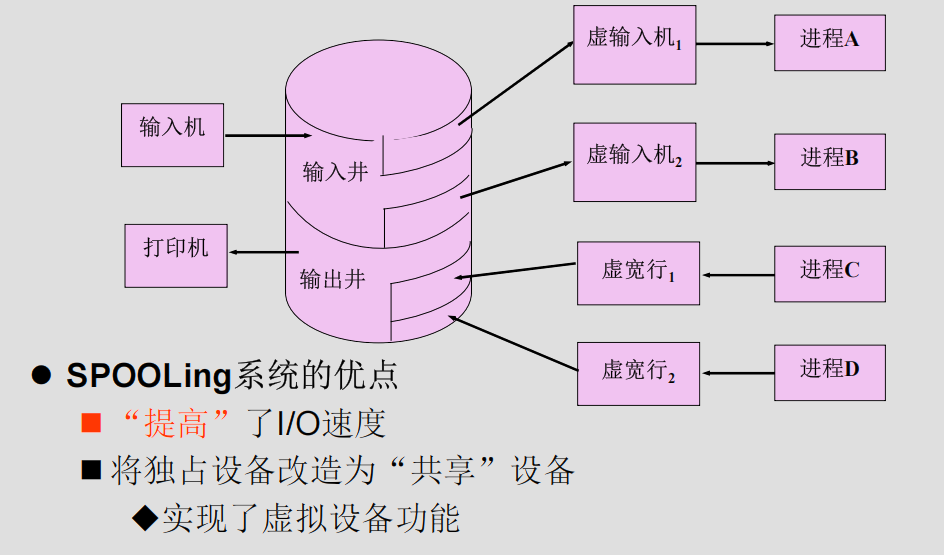 虚输入机1
进程A
输入机
输入井
虚输入机2
进程B
打印机
输出井
虚宽行1
进程C
虚宽行2
进程D
● SPOOLing系统的优点
■ “提高”了I/O速度
■ 将独占设备改造为“共享”设备
◆实现了虚拟设备功能